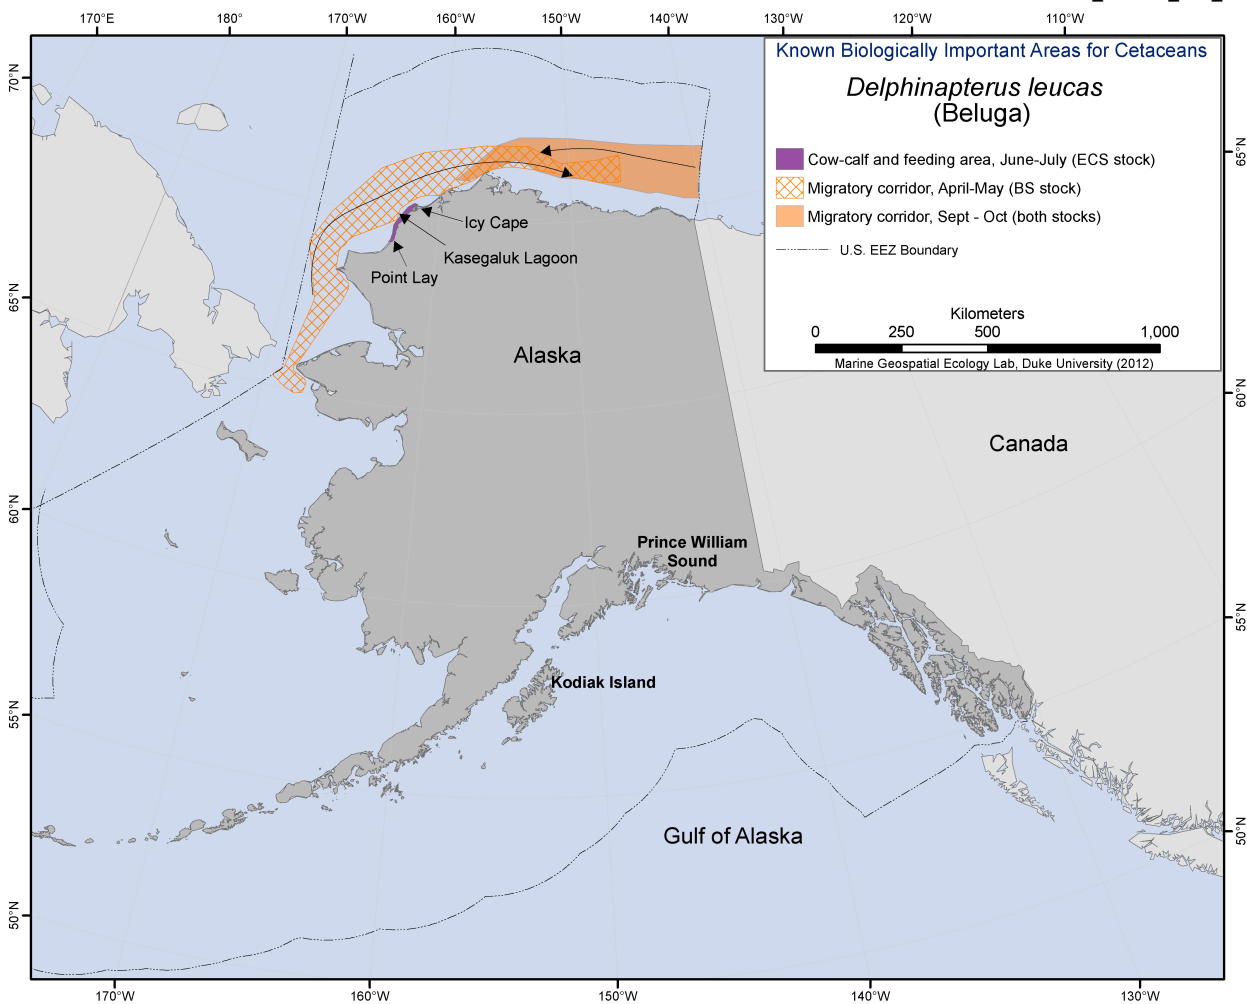 170°E 180° 170°W 160°W 150°W 140°W 130°W 120°W 110°W
Known Biologically Important Areas for Cetaceans
Delphinapterus leucas
(Beluga)
Cow-calf and feeding area, June-July (ECS stock)
Migratory corridor, April-May (BS stock)
Migratory corridor, Sept - Oct (both stocks)
U.S. EEZ Boundary
Kilometers
0 250 500 1,000
Marine Geospatial Ecology Lab, Duke University (2012)
70°N
65°N
60°N
55°N
50°N
65°N
60°N
55°N
50°N
Icy Cape
Kasegaluk Lagoon
Point Lay
Alaska
Canada
Prince William
Sound
Kodiak Island
Gulf of Alaska
170°W 160°W 150°W 140°W 130°W